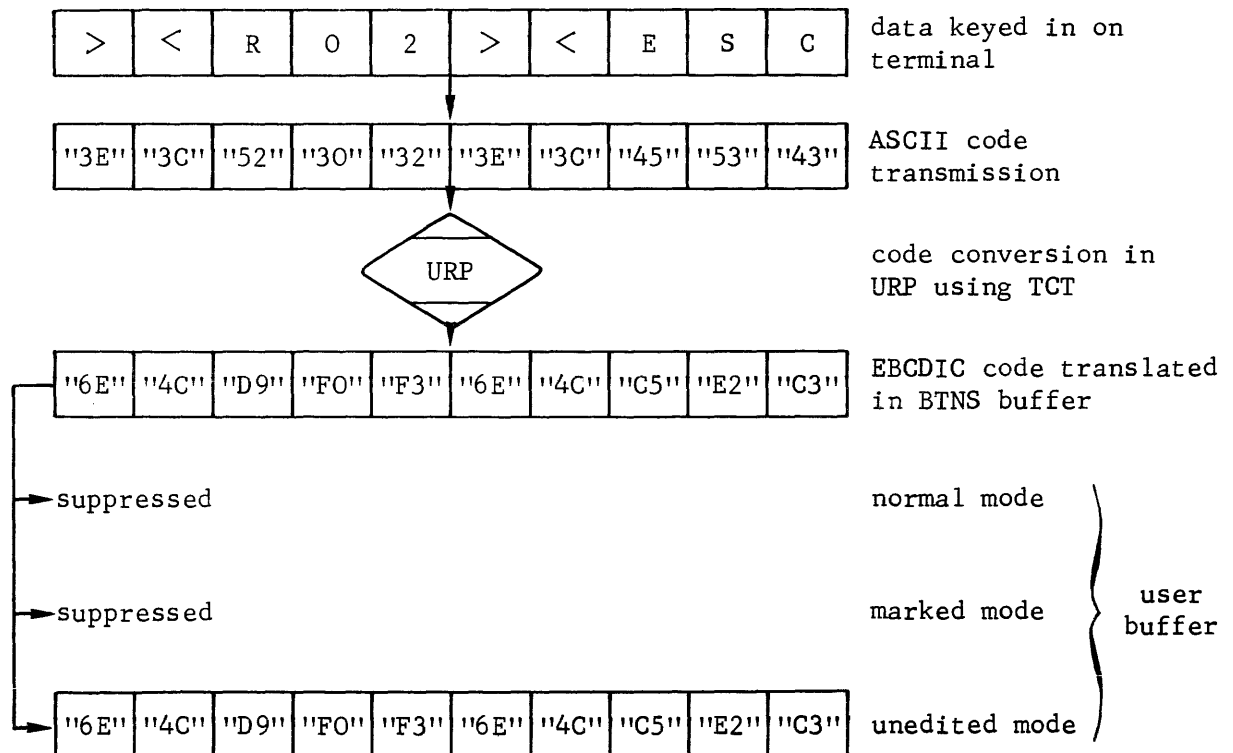 > < R O 2 > < E S C data keyed in on
terminal
"3E" "3C" "52" "30" "32" "3E" "3C" "45" "53" "43" ASCII code
transmission
URP
code conversion in
URP using TCT
"6E" "4C" "D9" "F0" "F3" "6E" "4C" "C5" "E2" "C3" EBCDIC code translated
in BTNS buffer
suppressed normal mode
suppressed marked mode
user
buffer
"6E" "4C" "D9" "F0" "F3" "6E" "4C" "C5" "E2" "C3" unedited mode